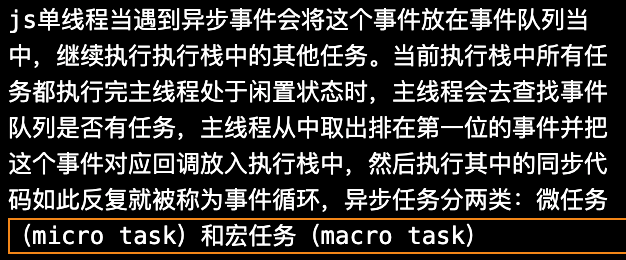 js单线程当遇到异步事件会将这个事件放在事件队列当
中，继续执行执行栈中的其他任务。当前执行栈中所有任
务都执行完主线程处于闲置状态时，主线程会去查找事件
队列是否有任务，主线程从中取出排在第一位的事件并把
这个事件对应回调放入执行栈中，然后执行其中的同步代
码如此反复就被称为事件循环，异步任务分两类：微任务
（micro task）和宏任务（macro task）